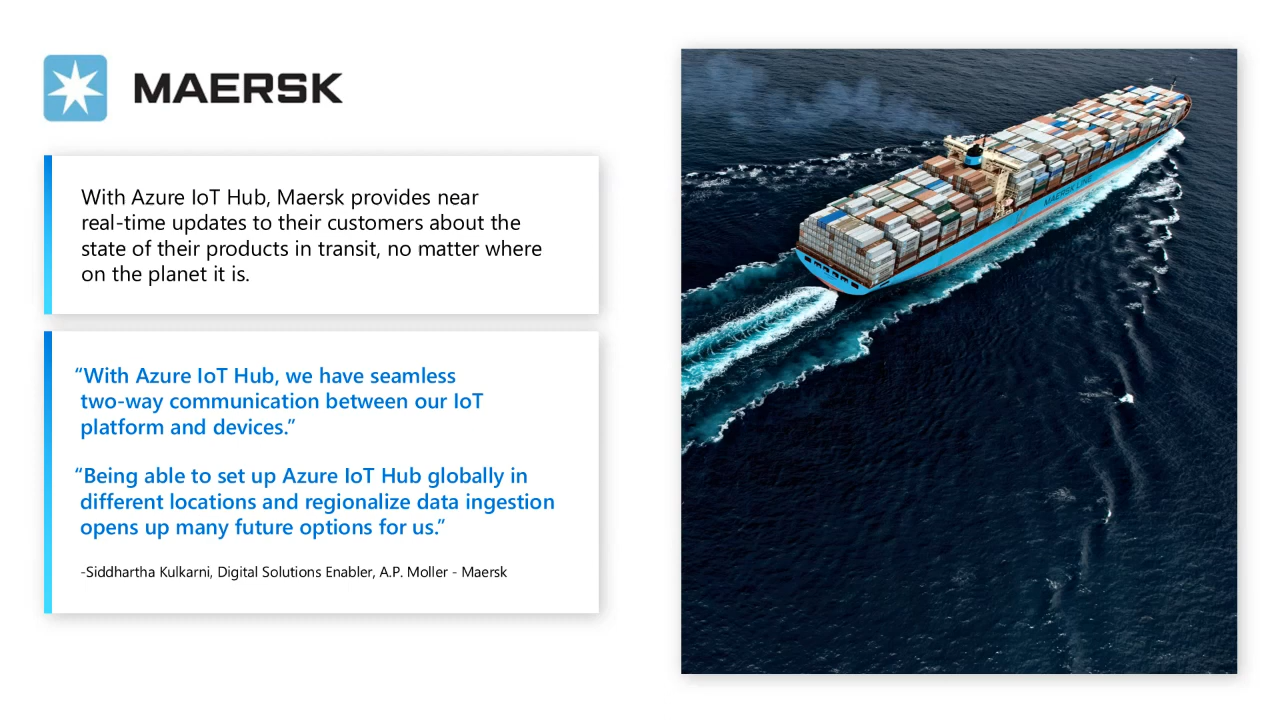 MAERSK
With Azure IoT Hub, Maersk provides near
real-time updates to their customers about the
state of their products in transit, no matter where
on the planet it is.
“With Azure IoT Hub, we have seamless
two-way communication between our IoT
platform and devices.”
“Being able to set up Azure IoT Hub globally in
different locations and regionalize data ingestion
opens up many future options for us.”
-Siddhartha Kulkarni, Digital Solutions Enabler, A.P. Moller - Maersk
MAERSK LINE